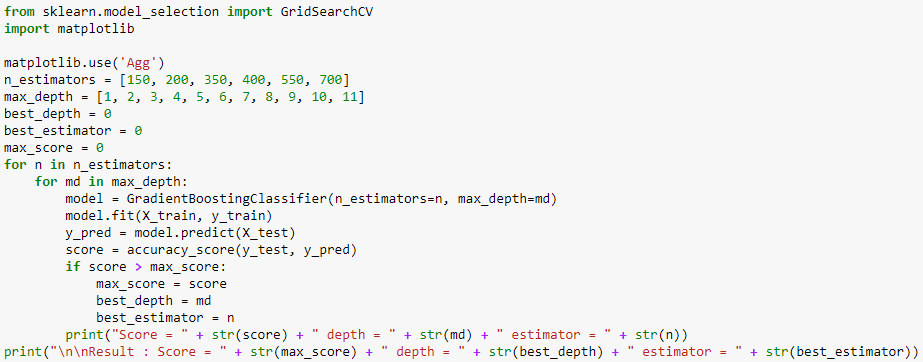 from sklearn.model_selection import GridSearchCV
import matplotlib

matplotlib.use('Agg')
n_estimators = [150, 200, 350, 400, 550, 700]
max_depth = [1, 2, 3, 4, 5, 6, 7, 8, 9, 10, 11]
best_depth = 0
best_estimator = 0
max_score = 0
for n in n_estimators:
    for md in max_depth:
        model = GradientBoostingClassifier(n_estimators=n, max_depth=md)
        model.fit(X_train, y_train)
        y_pred = model.predict(X_test)
        score = accuracy_score(y_test, y_pred)
        if score > max_score:
            max_score = score
            best_depth = md
            best_estimator = n
        print("Score = " + str(score) + " depth = " + str(md) + " estimator = " + str(n))
print("\n\nResult : Score = " + str(max_score) + " depth = " + str(best_depth) + " estimator = " + str(best_estimator))